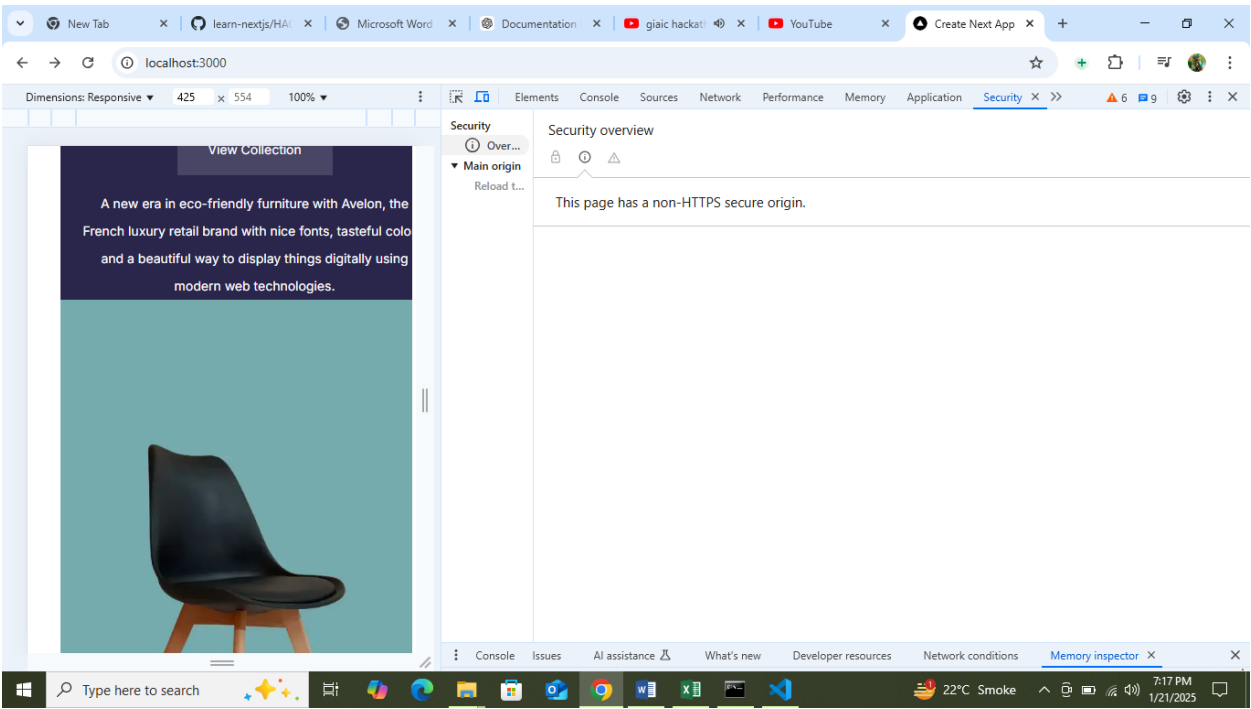 New Tab
learn-nextjs/HAC
Microsoft Word
Documentation
giaic hackath
YouTube
Create Next App
localhost:3000
Dimensions: Responsive 425 x 554 100%
Elements Console Sources Network Performance Memory Application Security 6 9
Security
Over...
Main origin
Reload t...
Security overview
This page has a non-HTTPS secure origin.
View Collection
A new era in eco-friendly furniture with Avelon, the
French luxury retail brand with nice fonts, tasteful colo
and a beautiful way to display things digitally using
modern web technologies.
Console Issues AI assistance What's new Developer resources Network conditions Memory inspector
Type here to search
22°C Smoke
7:17 PM
1/21/2025